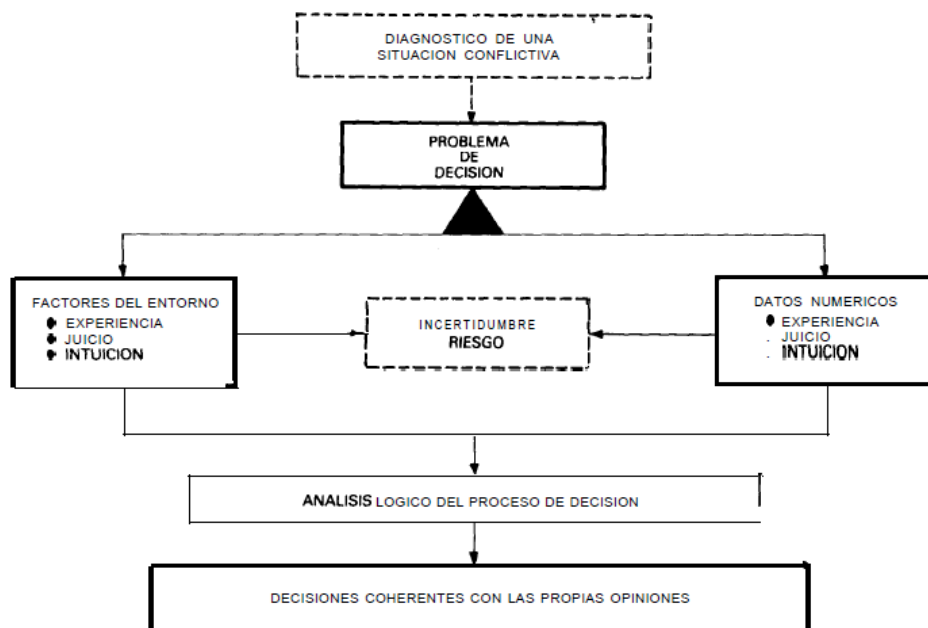 DIAGNOSTICO DE UNA
SITUACION CONFLICTIVA
PROBLEMA
DE
DECISION
FACTORES DEL ENTORNO
EXPERIENCIA
JUICIO
INTUICION
INCERTIDUMBRE
RIESGO
DATOS NUMERICOS
EXPERIENCIA
JUICIO
INTUICION
ANALISIS LOGICO DEL PROCESO DE DECISION
DECISIONES COHERENTES CON LAS PROPIAS OPINIONES